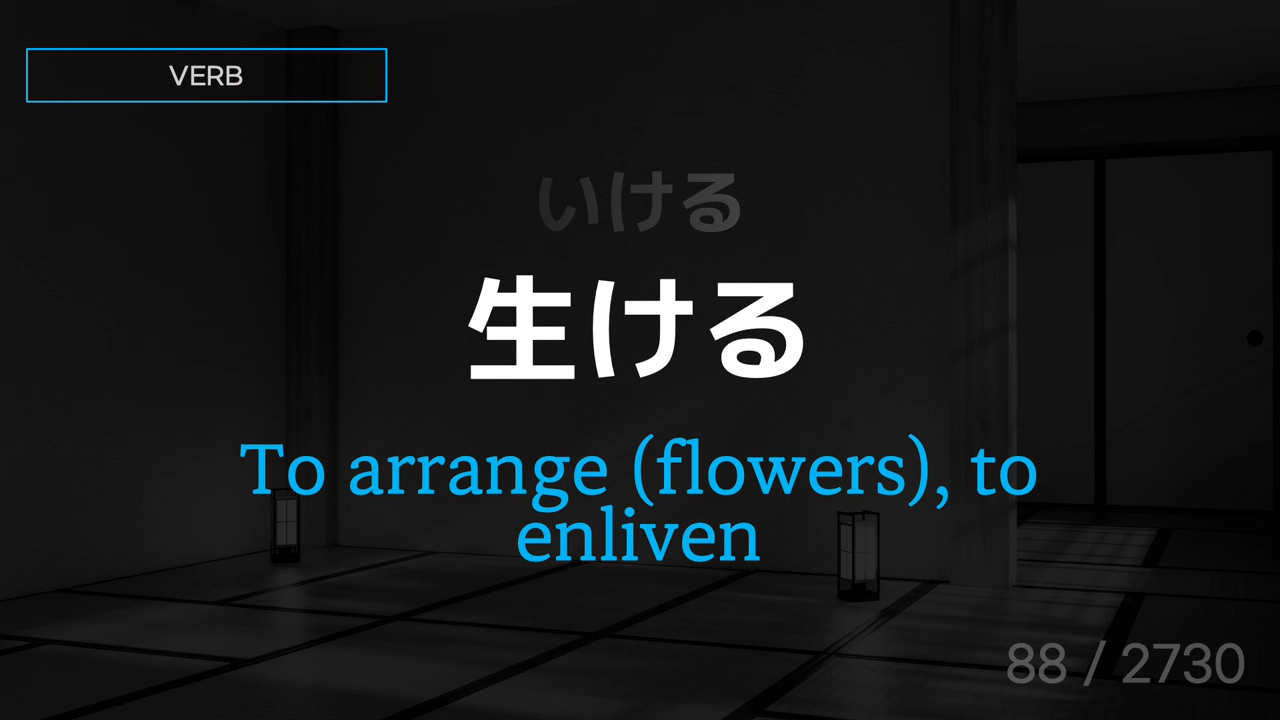 VERB
いける
生ける
To arrange (flowers), to
enliven
88 / 2730